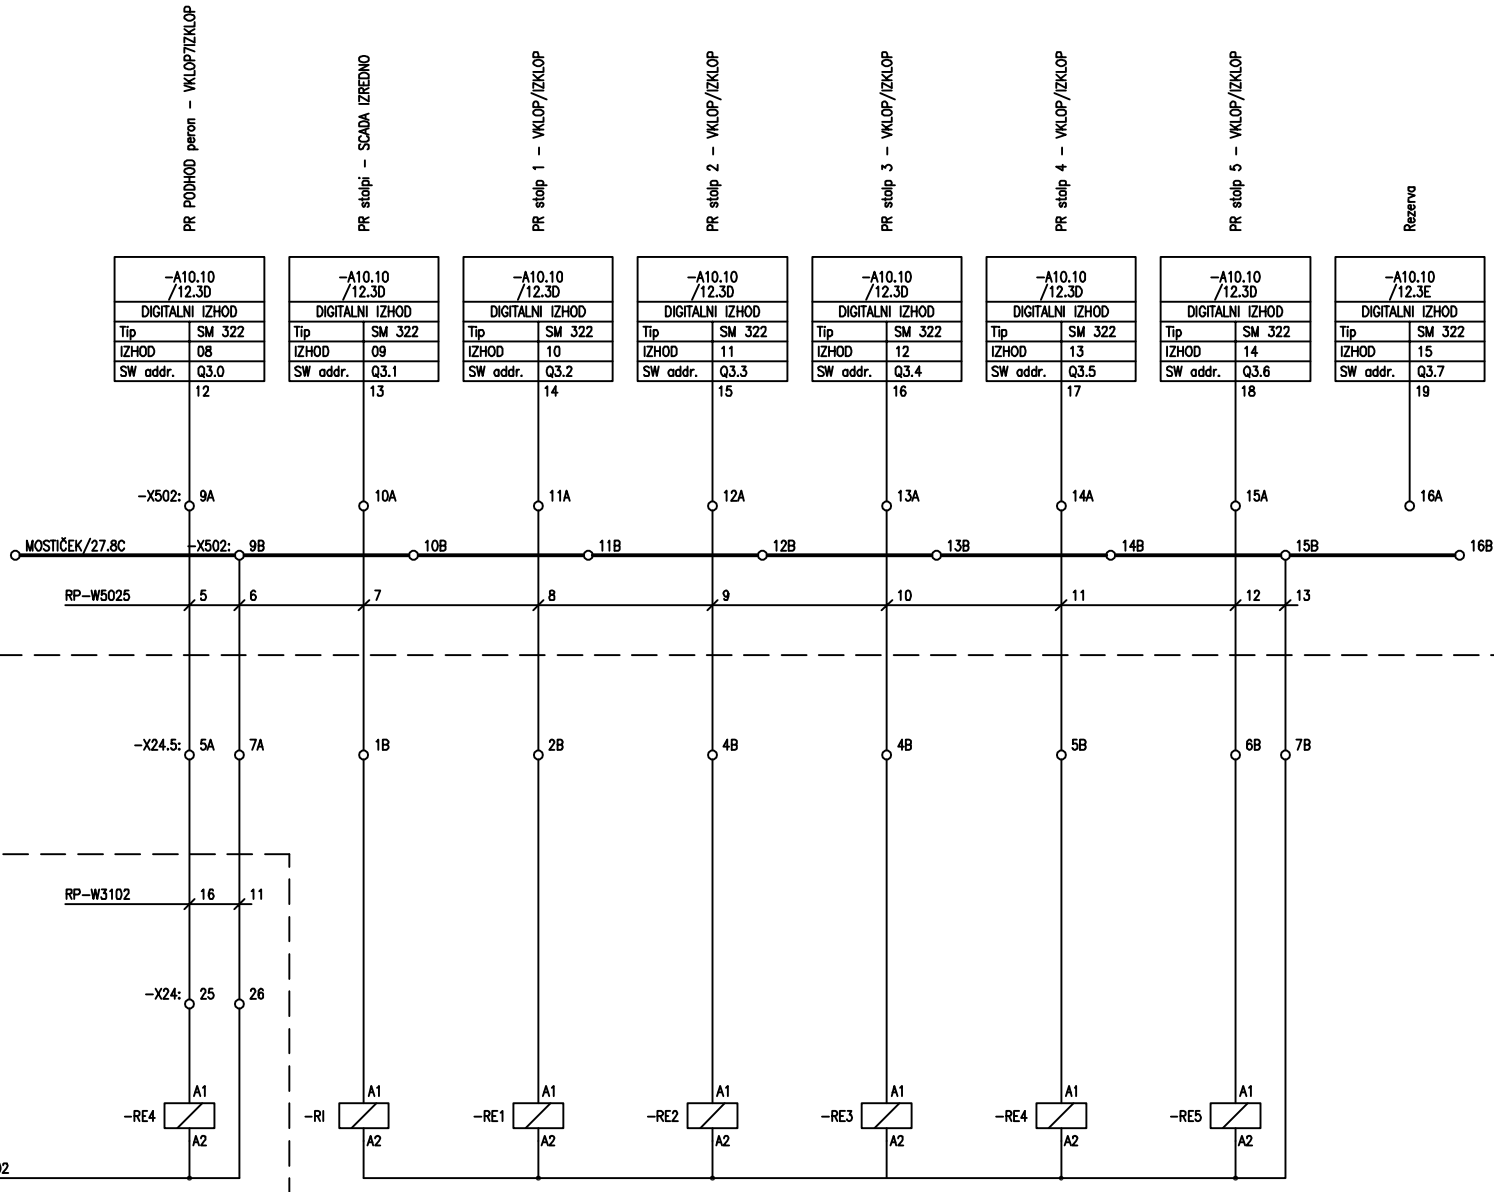 PR PODHOD peron - VKLOP7IZKLOP
PR stolpi - SCADA IZREDNO
PR stolp 1 - VKLOP/IZKLOP
PR stolp 2 - VKLOP/IZKLOP
PR stolp 3 - VKLOP/IZKLOP
PR stolp 4 - VKLOP/IZKLOP
PR stolp 5 - VKLOP/IZKLOP
Rezerva
-A10.10 -A10.10 -A10.10 -A10.10 -A10.10 -A10.10 -A10.10 -A10.10
/12.3D /12.3D /12.3D /12.3D /12.3D /12.3D /12.3D /12.3E
DIGITALNI IZHOD DIGITALNI IZHOD DIGITALNI IZHOD DIGITALNI IZHOD DIGITALNI IZHOD DIGITALNI IZHOD DIGITALNI IZHOD DIGITALNI IZHOD
Tip SM 322 Tip SM 322 Tip SM 322 Tip SM 322 Tip SM 322 Tip SM 322 Tip SM 322 Tip SM 322
IZHOD 08 IZHOD 09 IZHOD 10 IZHOD 11 IZHOD 12 IZHOD 13 IZHOD 14 IZHOD 15
SW addr. Q3.0 SW addr. Q3.1 SW addr. Q3.2 SW addr. Q3.3 SW addr. Q3.4 SW addr. Q3.5 SW addr. Q3.6 SW addr. Q3.7
12 13 14 15 16 17 18 19
-X502: 9A 10A 11A 12A 13A 14A 15A 16A
MOSTIČEK/27.8C -X502: 9B 10B 11B 12B 13B 14B 15B 16B
RP-W5025 5 6 7 8 9 10 11 12 13
-X24.5: 5A 7A 1B 2B 4B 4B 5B 6B 7B
RP-W3102 16 11
-X24: 25 26
A1 A1 A1 A1 A1 A1 A1
-RE4 -RI -RE1 -RE2 -RE3 -RE4 -RE5
A2 A2 A2 A2 A2 A2 A2